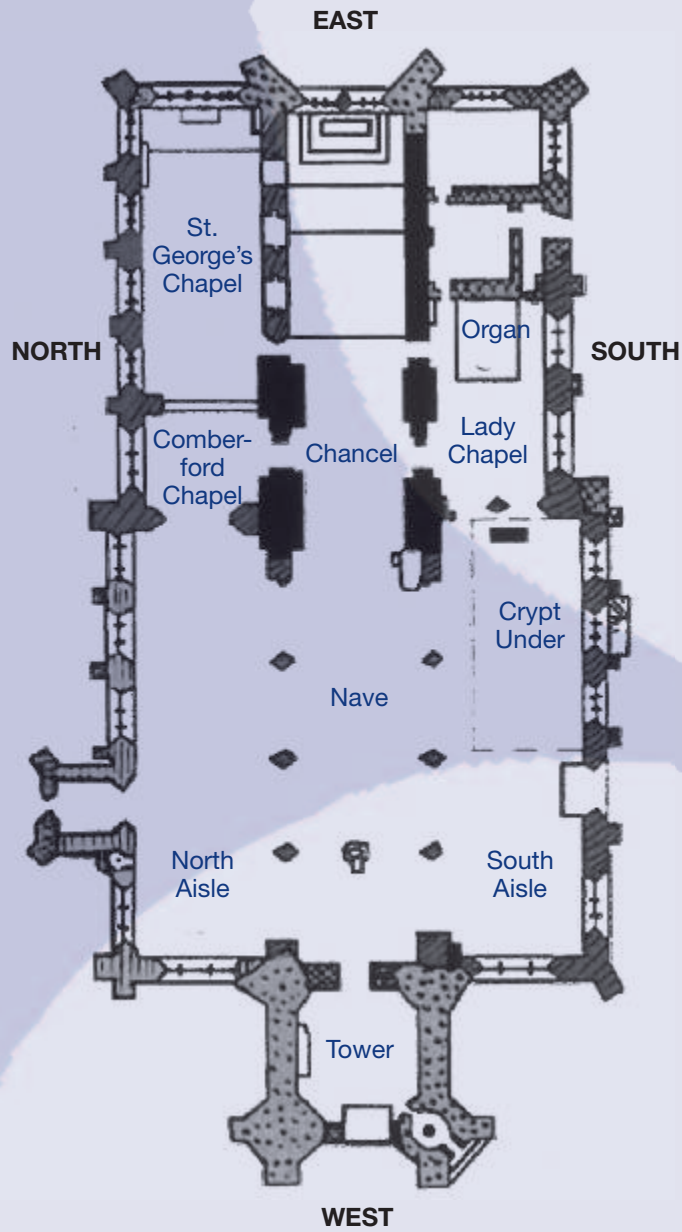 EAST
St.
George's
Chapel
NORTH
Organ
SOUTH
Comber-
ford
Chapel
Chancel
Lady
Chapel
Crypt
Under
Nave
North
Aisle
South
Aisle
Tower
WEST